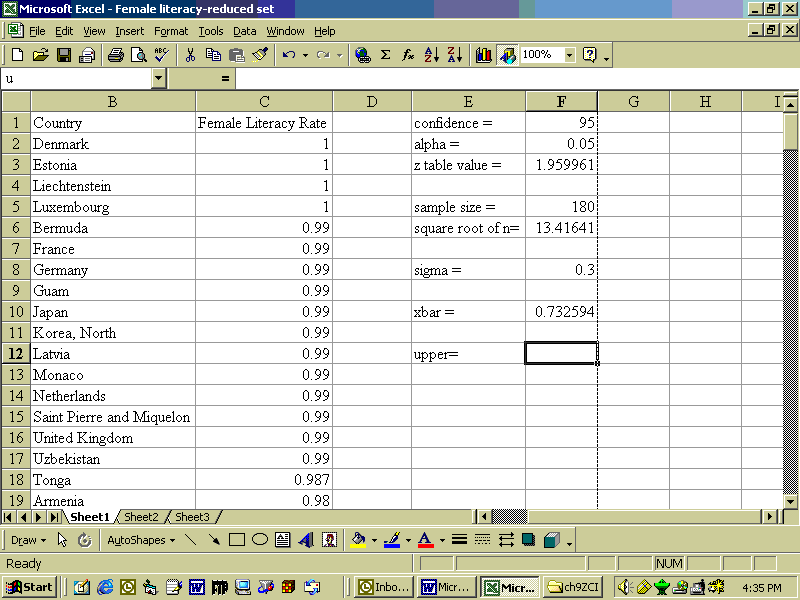 Microsoft Excel - Female literacy-reduced set
File Edit View Insert Format Tools Data Window Help
100%
u =
B C D E F G H I
1 Country Female Literacy Rate confidence = 95
2 Denmark 1 alpha = 0.05
3 Estonia 1 z table value = 1.959961
4 Liechtenstein 1
5 Luxembourg 1 sample size = 180
6 Bermuda 0.99 square root of n= 13.41641
7 France 0.99
8 Germany 0.99 sigma = 0.3
9 Guam 0.99
10 Japan 0.99 xbar = 0.732594
11 Korea, North 0.99
12 Latvia 0.99 upper=
13 Monaco 0.99
14 Netherlands 0.99
15 Saint Pierre and Miquelon 0.99
16 United Kingdom 0.99
17 Uzbekistan 0.99
18 Tonga 0.987
19 Armenia 0.98
Sheet1 Sheet2 Sheet3
Draw AutoShapes
Ready NUM
Start Inbo... Micr... Micr... ch9ZCI 4:35 PM